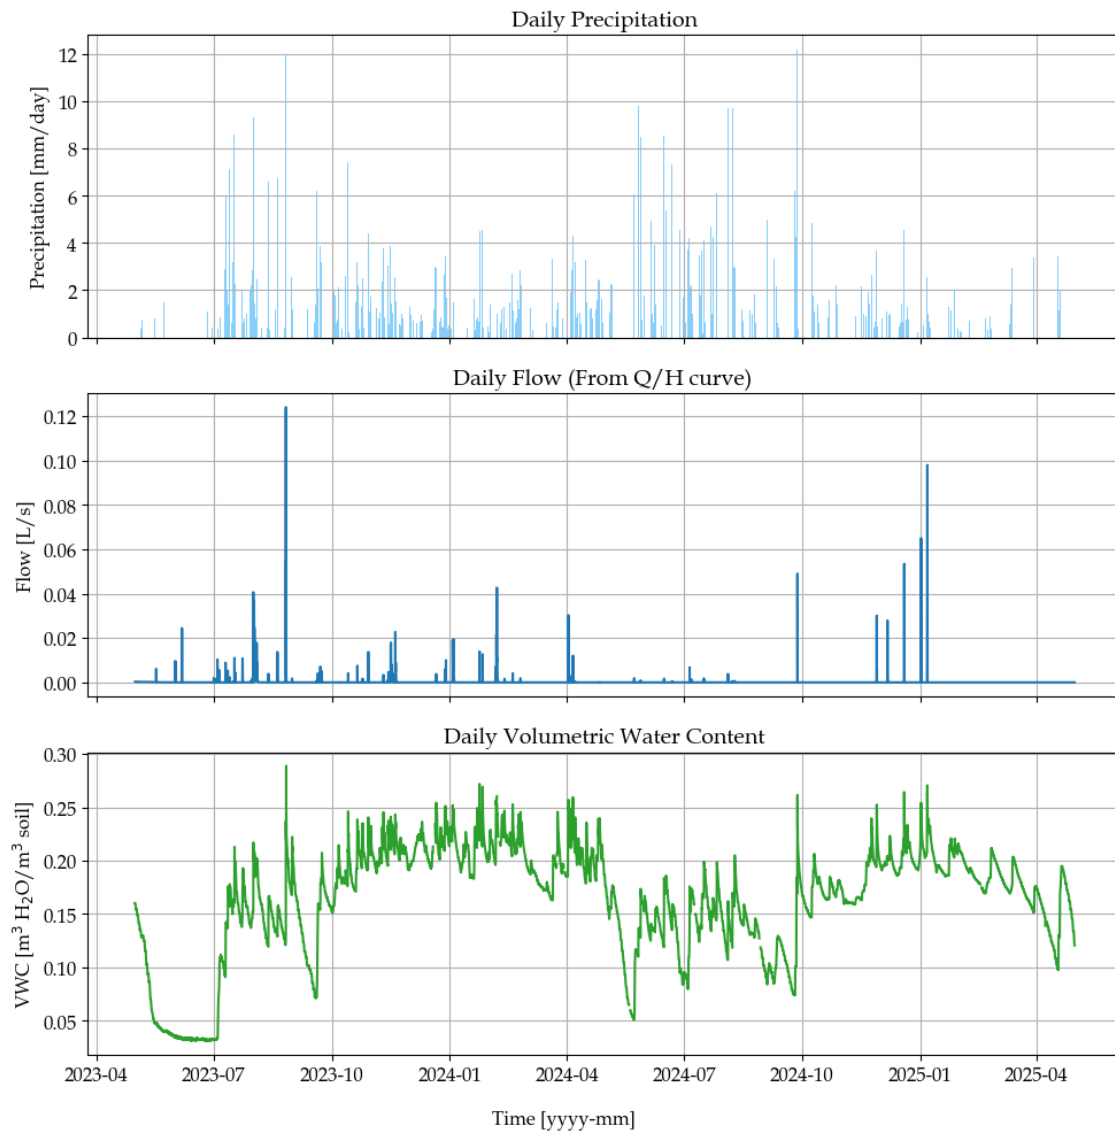 Daily Precipitation
Precipitation [mm/day]
12
10
8
6
4
2
0
Daily Flow (From Q/H curve)
Flow [L/s]
0.12
0.10
0.08
0.06
0.04
0.02
0.00
Daily Volumetric Water Content
VWC [m³ H₂O/m³ soil]
0.30
0.25
0.20
0.15
0.10
0.05
2023-04 2023-07 2023-10 2024-01 2024-04 2024-07 2024-10 2025-01 2025-04
Time [yyyy-mm]